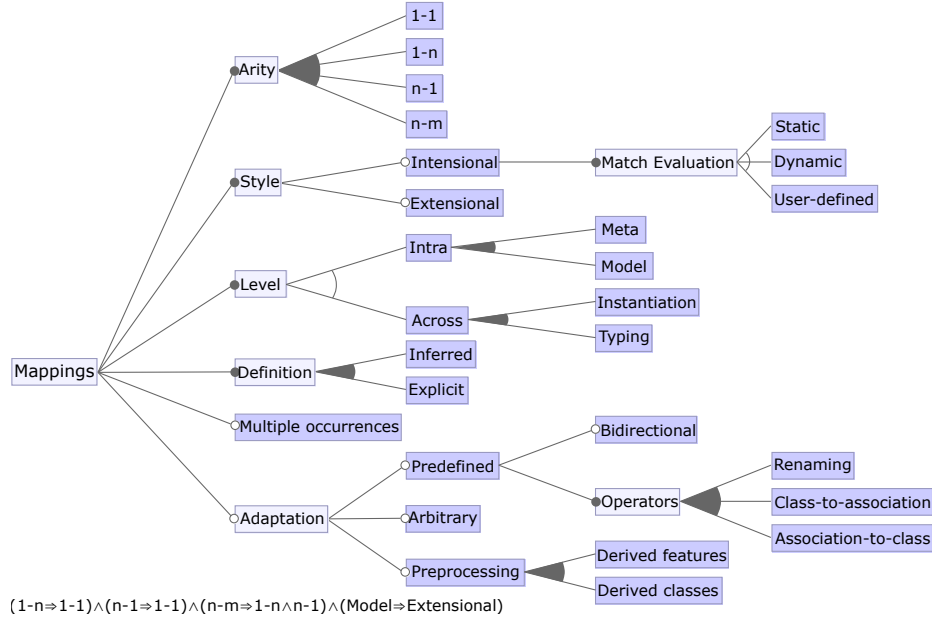 Mappings
Arity
1-1
1-n
n-1
n-m
Style
Intensional
Match Evaluation
Static
Dynamic
User-defined
Extensional
Level
Intra
Meta
Model
Across
Instantiation
Typing
Definition
Inferred
Explicit
Multiple occurrences
Adaptation
Predefined
Bidirectional
Operators
Renaming
Class-to-association
Association-to-class
Arbitrary
Preprocessing
Derived features
Derived classes
(1-n⇒1-1)∧(n-1⇒1-1)∧(n-m⇒1-n∧n-1)∧(Model⇒Extensional)